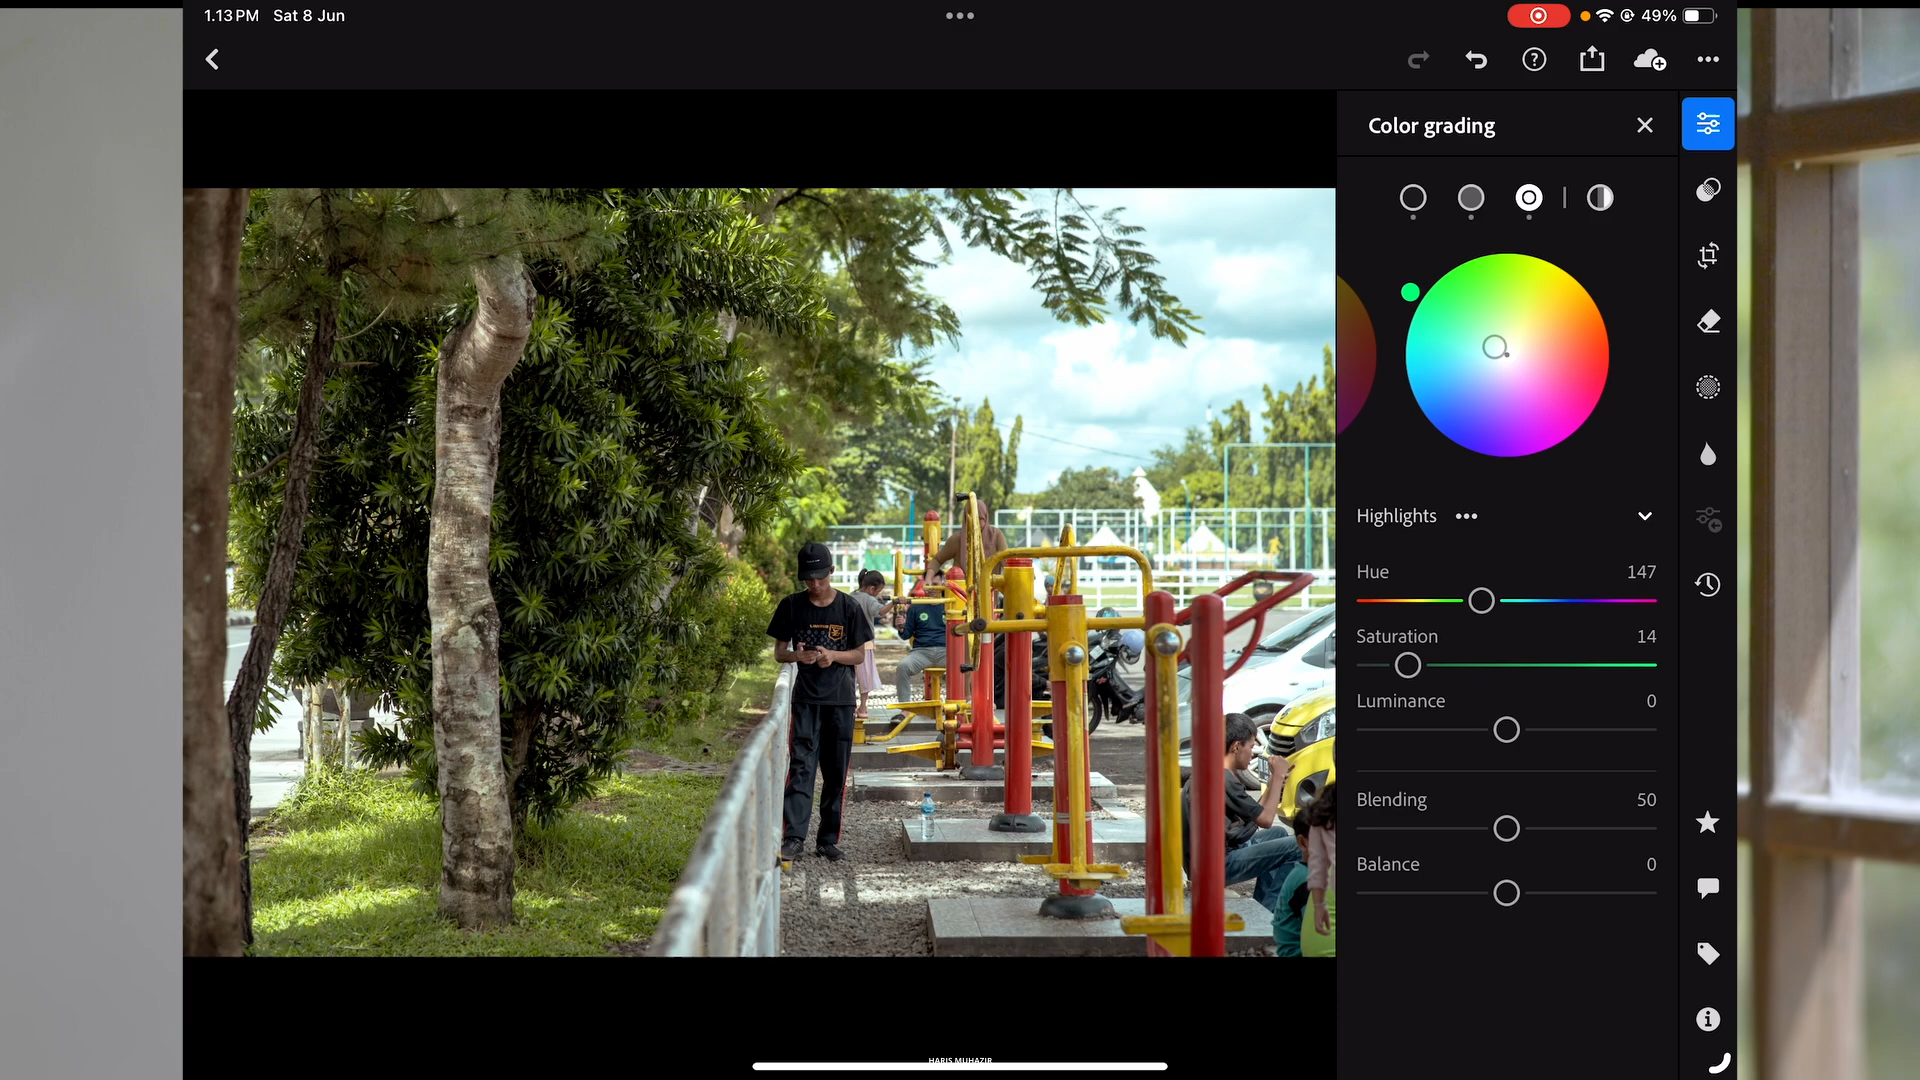 1.13 PM Sat 8 Jun
49%
Color grading
Highlights
Hue 147
Saturation 14
Luminance 0
Blending 50
Balance 0
HARIS MUHAZIR